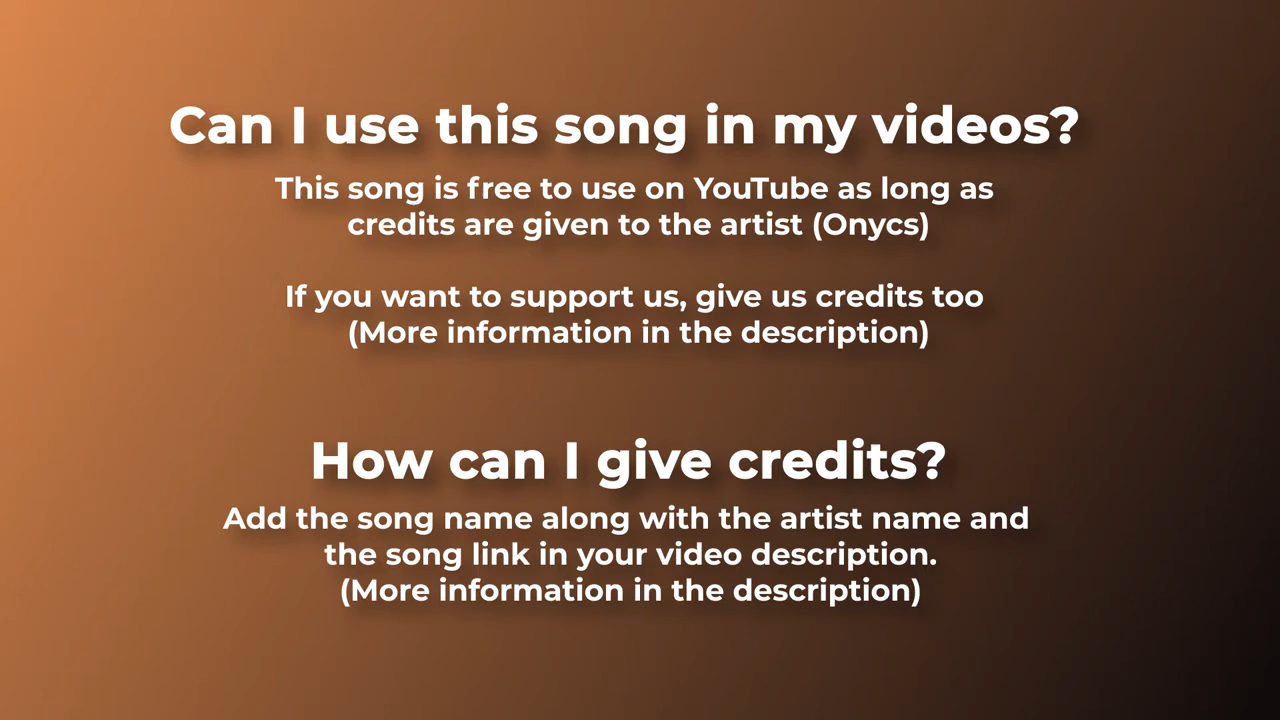 Can I use this song in my videos?
This song is free to use on YouTube as long as
credits are given to the artist (Onycs)
If you want to support us, give us credits too
(More information in the description)
How can I give credits?
Add the song name along with the artist name and
the song link in your video description.
(More information in the description)